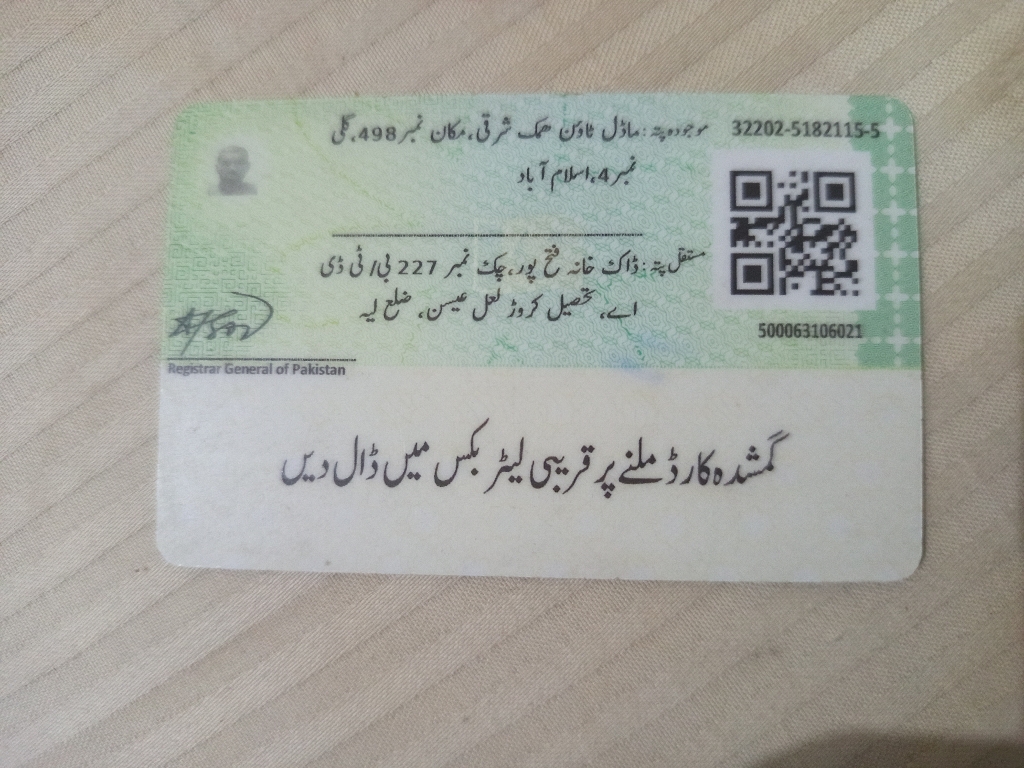 32202-5182115-5
موجودہ پتہ: ماڈل ٹاؤن ھمک شرقی، مکان نمبر 498، گلی
نمبر 4، اسلام آباد
مستقل پتہ: ڈاک خانہ فتح پور، چک نمبر 227 بی/ ٹی ڈی
اے، تحصیل کروڑ لعل عیسن، ضلع لیہ
500063106021
Registrar General of Pakistan
گمشدہ کارڈ ملنے پر قریبی لیٹر بکس میں ڈال دیں